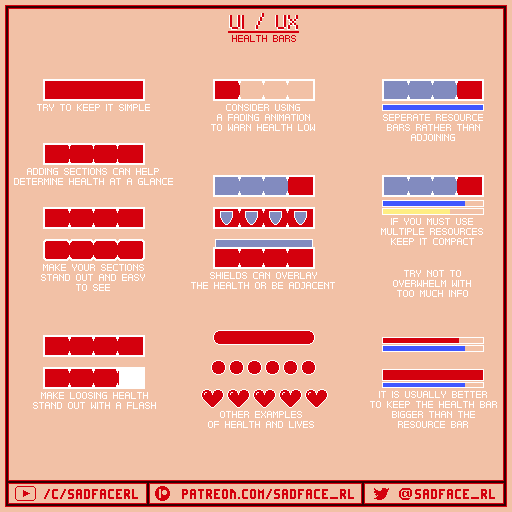 UI / UX
HEALTH BARS
TRY TO KEEP IT SIMPLE
ADDING SECTIONS CAN HELP
DETERMINE HEALTH AT A GLANCE
MAKE YOUR SECTIONS
STAND OUT AND EASY
TO SEE
MAKE LOOSING HEALTH
STAND OUT WITH A FLASH
CONSIDER USING
A FADING ANIMATION
TO WARN HEALTH LOW
SHIELDS CAN OVERLAY
THE HEALTH OR BE ADJACENT
OTHER EXAMPLES
OF HEALTH AND LIVES
SEPERATE RESOURCE
BARS RATHER THAN
ADJOINING
IF YOU MUST USE
MULTIPLE RESOURCES
KEEP IT COMPACT
TRY NOT TO
OVERWHELM WITH
TOO MUCH INFO
IT IS USUALLY BETTER
TO KEEP THE HEALTH BAR
BIGGER THAN THE
RESOURCE BAR
/C/SADFACERL
PATREON.COM/SADFACE_RL
@SADFACE_RL